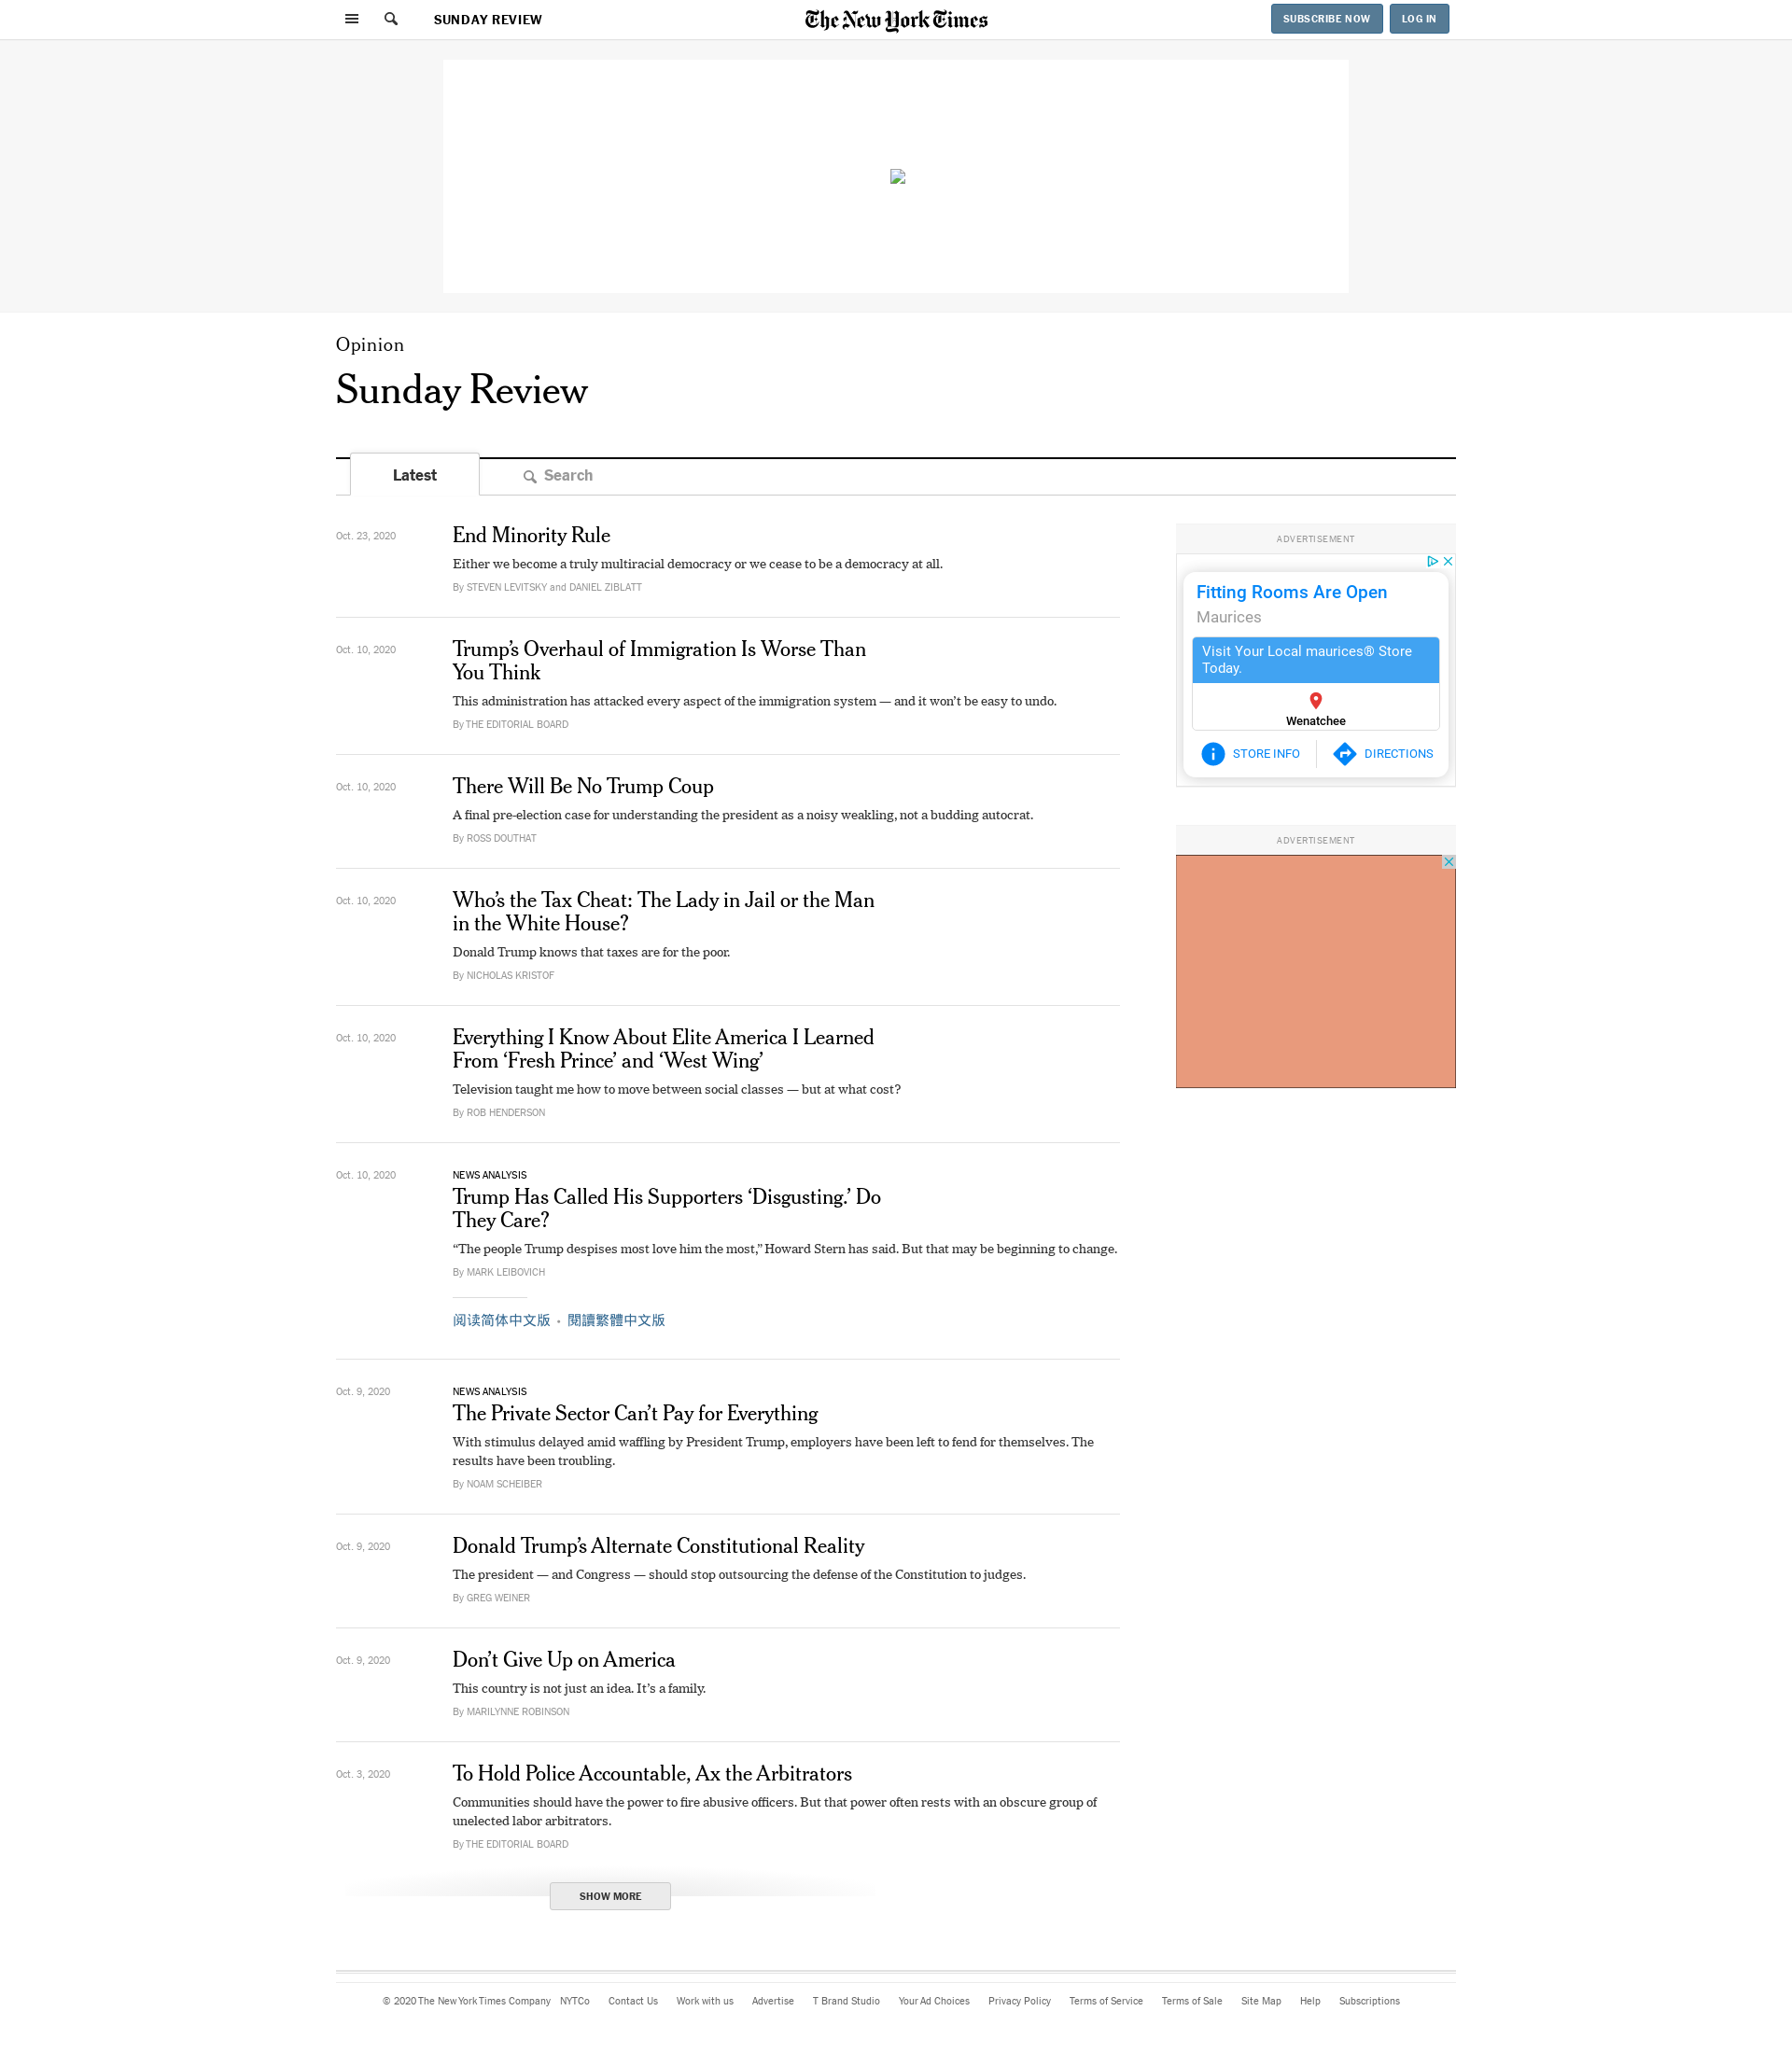 SUNDAY REVIEW
The New York Times
SUBSCRIBE NOW
LOG IN
Opinion
Sunday Review
Latest
Search
Oct. 23, 2020
End Minority Rule
Either we become a truly multiracial democracy or we cease to be a democracy at all.
By STEVEN LEVITSKY and DANIEL ZIBLATT
Oct. 10, 2020
Trump’s Overhaul of Immigration Is Worse Than
You Think
This administration has attacked every aspect of the immigration system — and it won’t be easy to undo.
By THE EDITORIAL BOARD
Oct. 10, 2020
There Will Be No Trump Coup
A final pre-election case for understanding the president as a noisy weakling, not a budding autocrat.
By ROSS DOUTHAT
Oct. 10, 2020
Who’s the Tax Cheat: The Lady in Jail or the Man
in the White House?
Donald Trump knows that taxes are for the poor.
By NICHOLAS KRISTOF
Oct. 10, 2020
Everything I Know About Elite America I Learned
From ‘Fresh Prince’ and ‘West Wing’
Television taught me how to move between social classes — but at what cost?
By ROB HENDERSON
Oct. 10, 2020
NEWS ANALYSIS
Trump Has Called His Supporters ‘Disgusting.’ Do
They Care?
“The people Trump despises most love him the most,” Howard Stern has said. But that may be beginning to change.
By MARK LEIBOVICH
阅读简体中文版 • 閱讀繁體中文版
Oct. 9, 2020
NEWS ANALYSIS
The Private Sector Can’t Pay for Everything
With stimulus delayed amid waffling by President Trump, employers have been left to fend for themselves. The
results have been troubling.
By NOAM SCHEIBER
Oct. 9, 2020
Donald Trump’s Alternate Constitutional Reality
The president — and Congress — should stop outsourcing the defense of the Constitution to judges.
By GREG WEINER
Oct. 9, 2020
Don’t Give Up on America
This country is not just an idea. It’s a family.
By MARILYNNE ROBINSON
Oct. 3, 2020
To Hold Police Accountable, Ax the Arbitrators
Communities should have the power to fire abusive officers. But that power often rests with an obscure group of
unelected labor arbitrators.
By THE EDITORIAL BOARD
SHOW MORE
ADVERTISEMENT
Fitting Rooms Are Open
Maurices
Visit Your Local maurices® Store
Today.
Wenatchee
STORE INFO
DIRECTIONS
ADVERTISEMENT
© 2020 The New York Times Company NYTCo Contact Us Work with us Advertise T Brand Studio Your Ad Choices Privacy Policy Terms of Service Terms of Sale Site Map Help Subscriptions